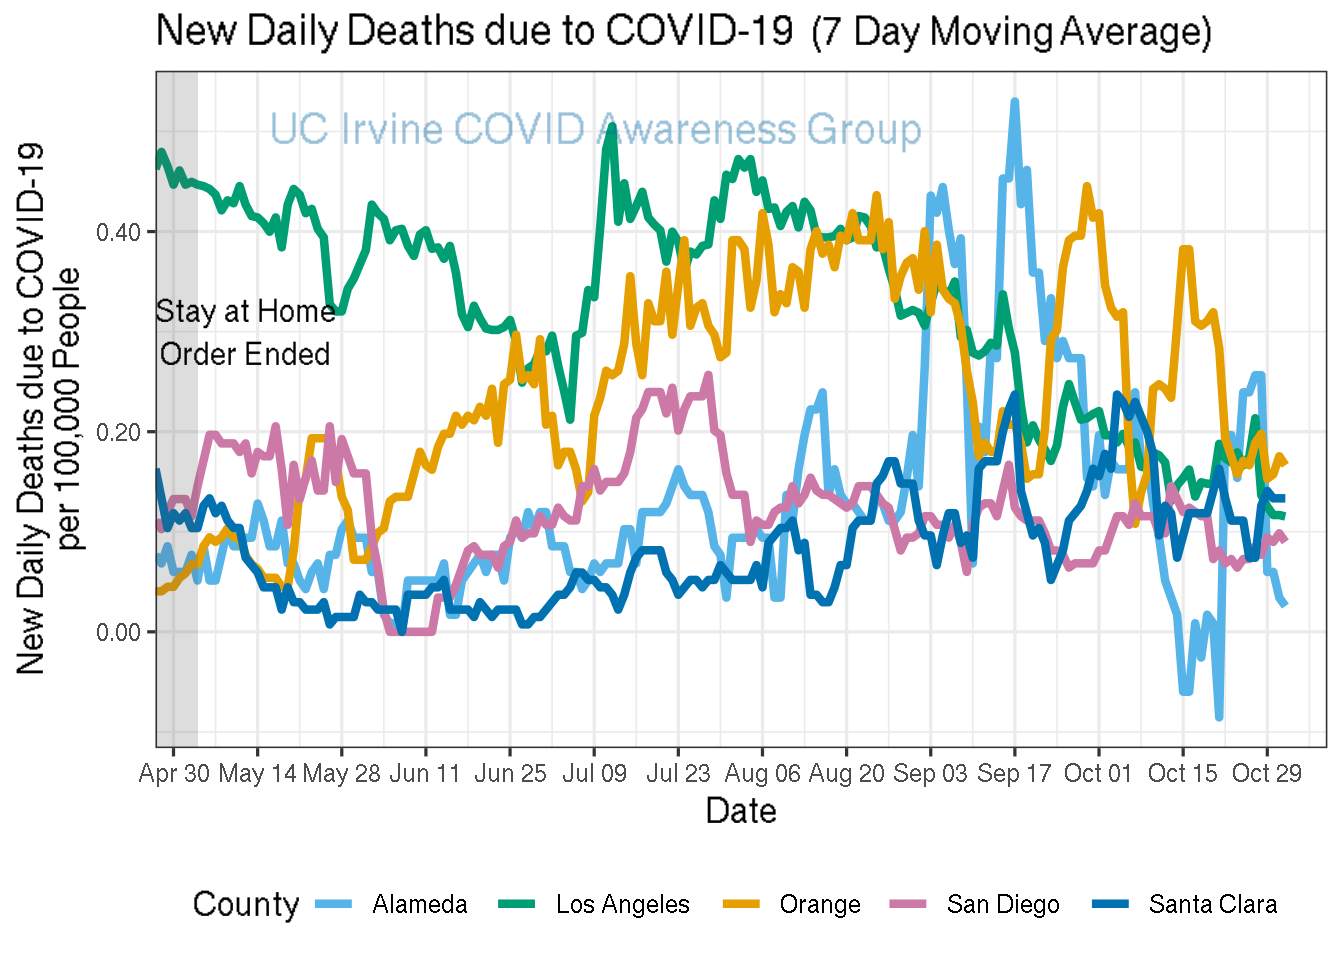 New Daily Deaths due to COVID-19 (7 Day Moving Average)
UC Irvine COVID Awareness Group
New Daily Deaths due to COVID-19
per 100,000 People
0.40
0.20
0.00
Stay at Home
Order Ended
Apr 30 May 14 May 28 Jun 11 Jun 25 Jul 09 Jul 23 Aug 06 Aug 20 Sep 03 Sep 17 Oct 01 Oct 15 Oct 29
Date
County Alameda Los Angeles Orange San Diego Santa Clara